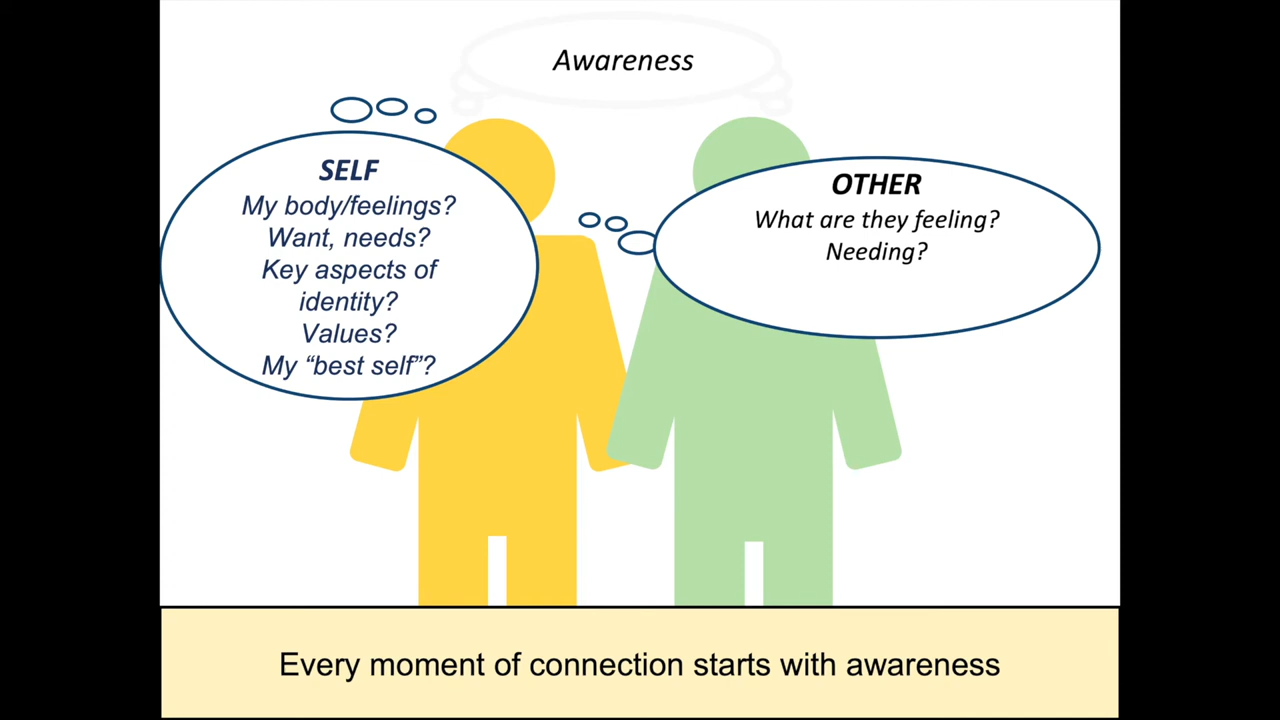 Awareness
SELF
My body/feelings?
Want, needs?
Key aspects of
identity?
Values?
My “best self”?
OTHER
What are they feeling?
Needing?
Every moment of connection starts with awareness